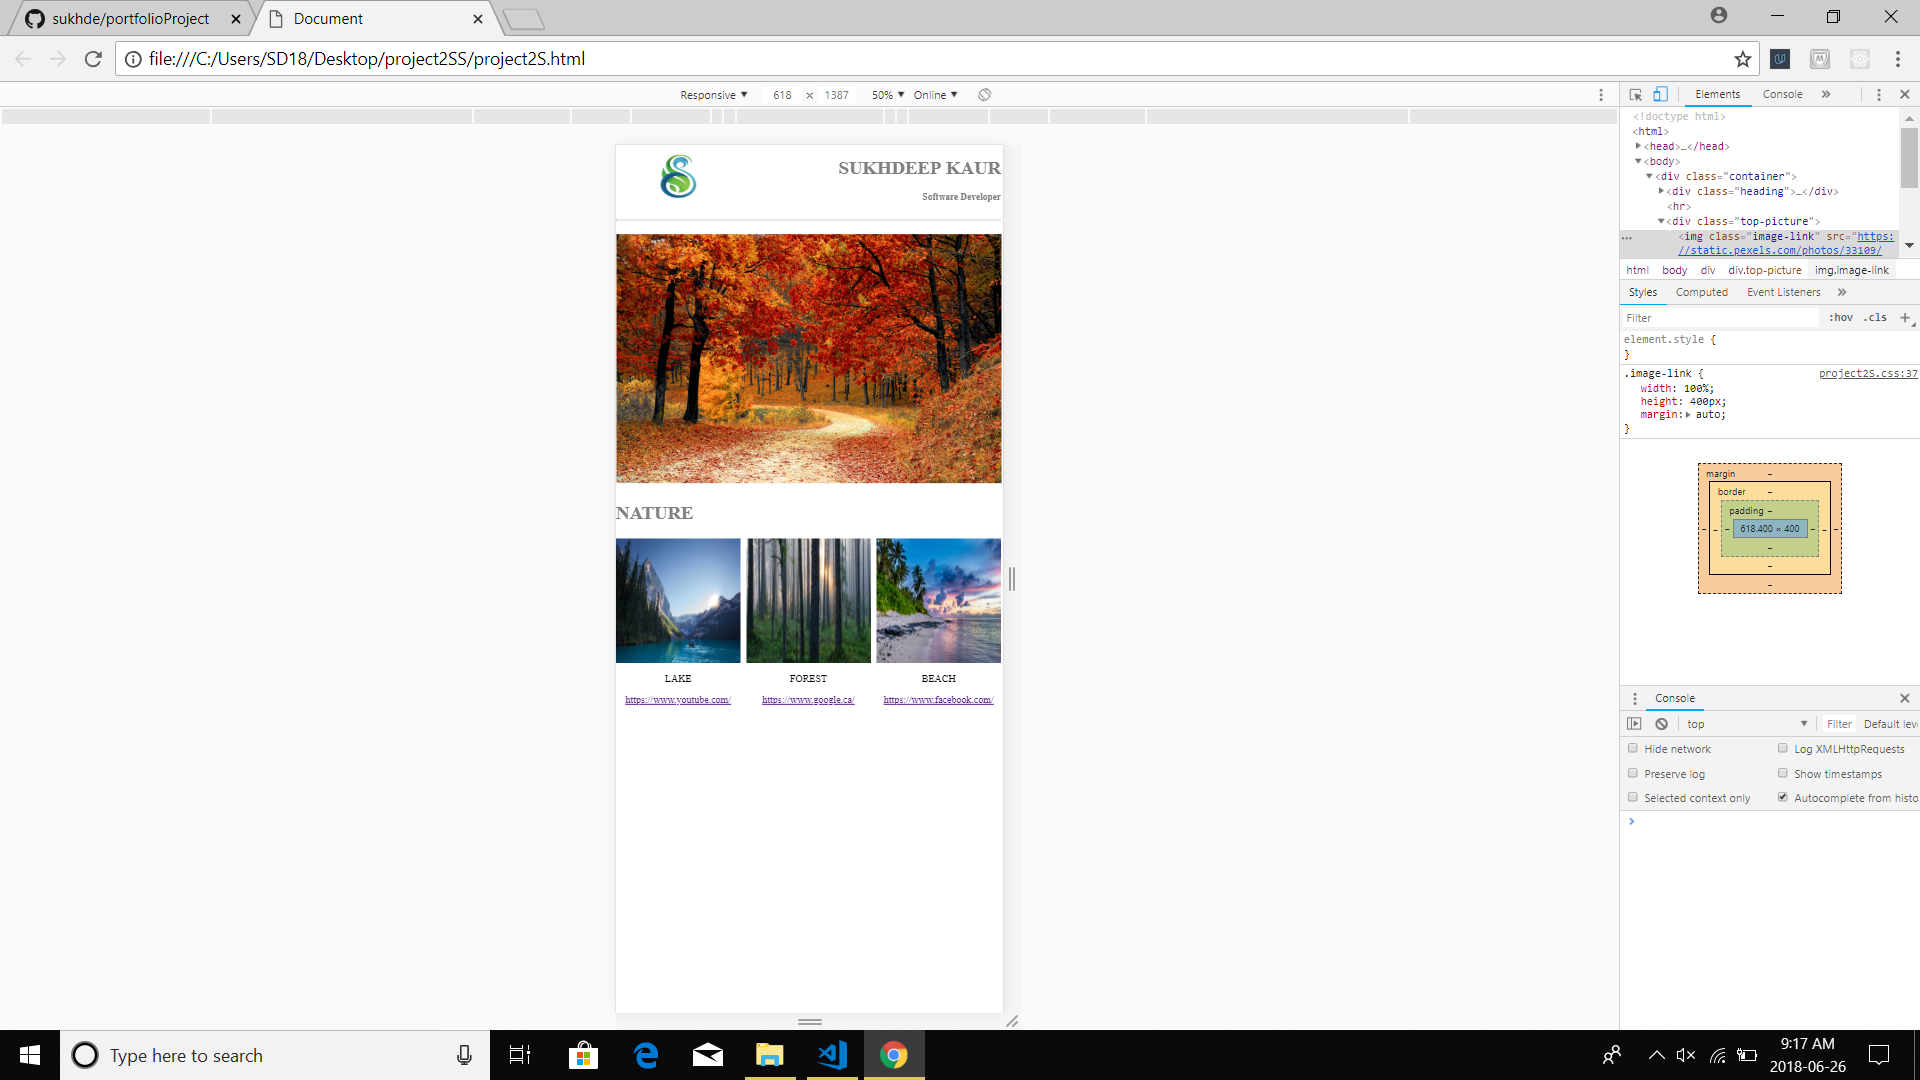 sukhde/portfolioProject
Document
file:///C:/Users/SD18/Desktop/project2SS/project2S.html
Responsive ▼ 618 × 1387 50% ▼ Online ▼
Elements Console »
<!doctype html>
<html>
<head>…</head>
<body>
<div class="container">
<div class="heading">…</div>
<hr>
<div class="top-picture">
… <img class="image-link" src="https:
//static.pexels.com/photos/33109/
html body div div.top-picture img.image-link
Styles Computed Event Listeners »
Filter :hov .cls +
element.style {
}
.image-link { project2S.css:37
width: 100%;
height: 400px;
margin: auto;
}
margin –
border –
padding –
– – – 618.400 × 400 – – –
–
–
–
Console
top ▼ Filter Default lev
Hide network Log XMLHttpRequests
Preserve log Show timestamps
Selected context only Autocomplete from histo
SUKHDEEP KAUR
Software Developer
NATURE
LAKE FOREST BEACH
https://www.youtube.com/ https://www.google.ca/ https://www.facebook.com/
Type here to search
9:17 AM
2018-06-26